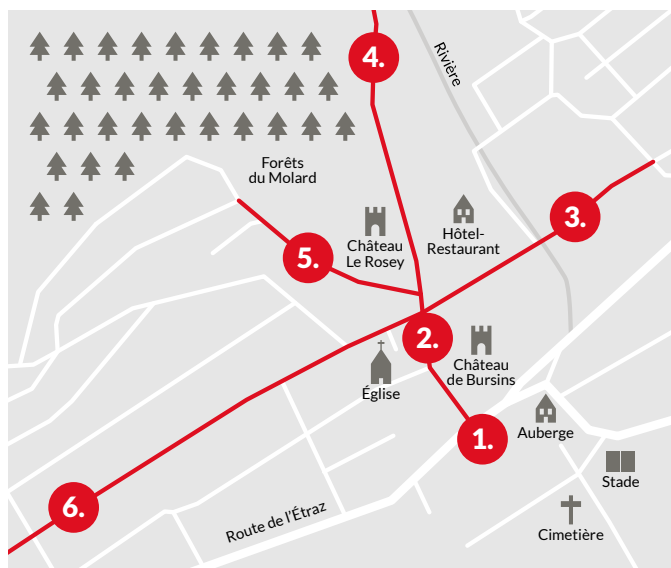 4.
Rivière
Forêts
du Molard
3.
Château
Le Rosey
Hôtel-
Restaurant
5.
2.
Château
de Bursins
Église
1.
Auberge
Stade
6.
Route de l'Étraz
Cimetière